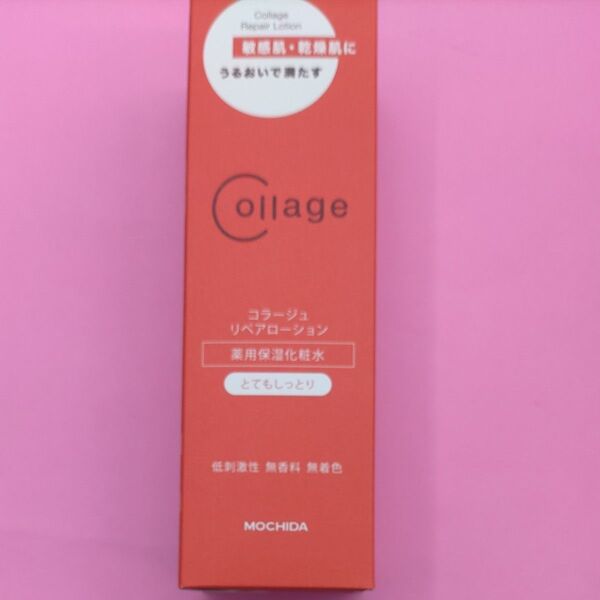 Collage
Repair Lotion
敏感肌・乾燥肌に
うるおいで満たす
Collage
コラージュ
リペアローション
薬用保湿化粧水
とてもしっとり
低刺激性 無香料 無着色
MOCHIDA